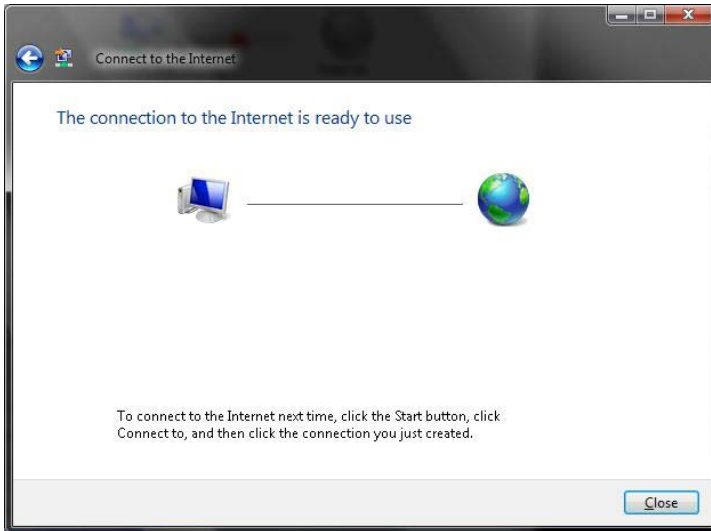 Connect to the Internet
The connection to the Internet is ready to use
To connect to the Internet next time, click the Start button, click
Connect to, and then click the connection you just created.
Close